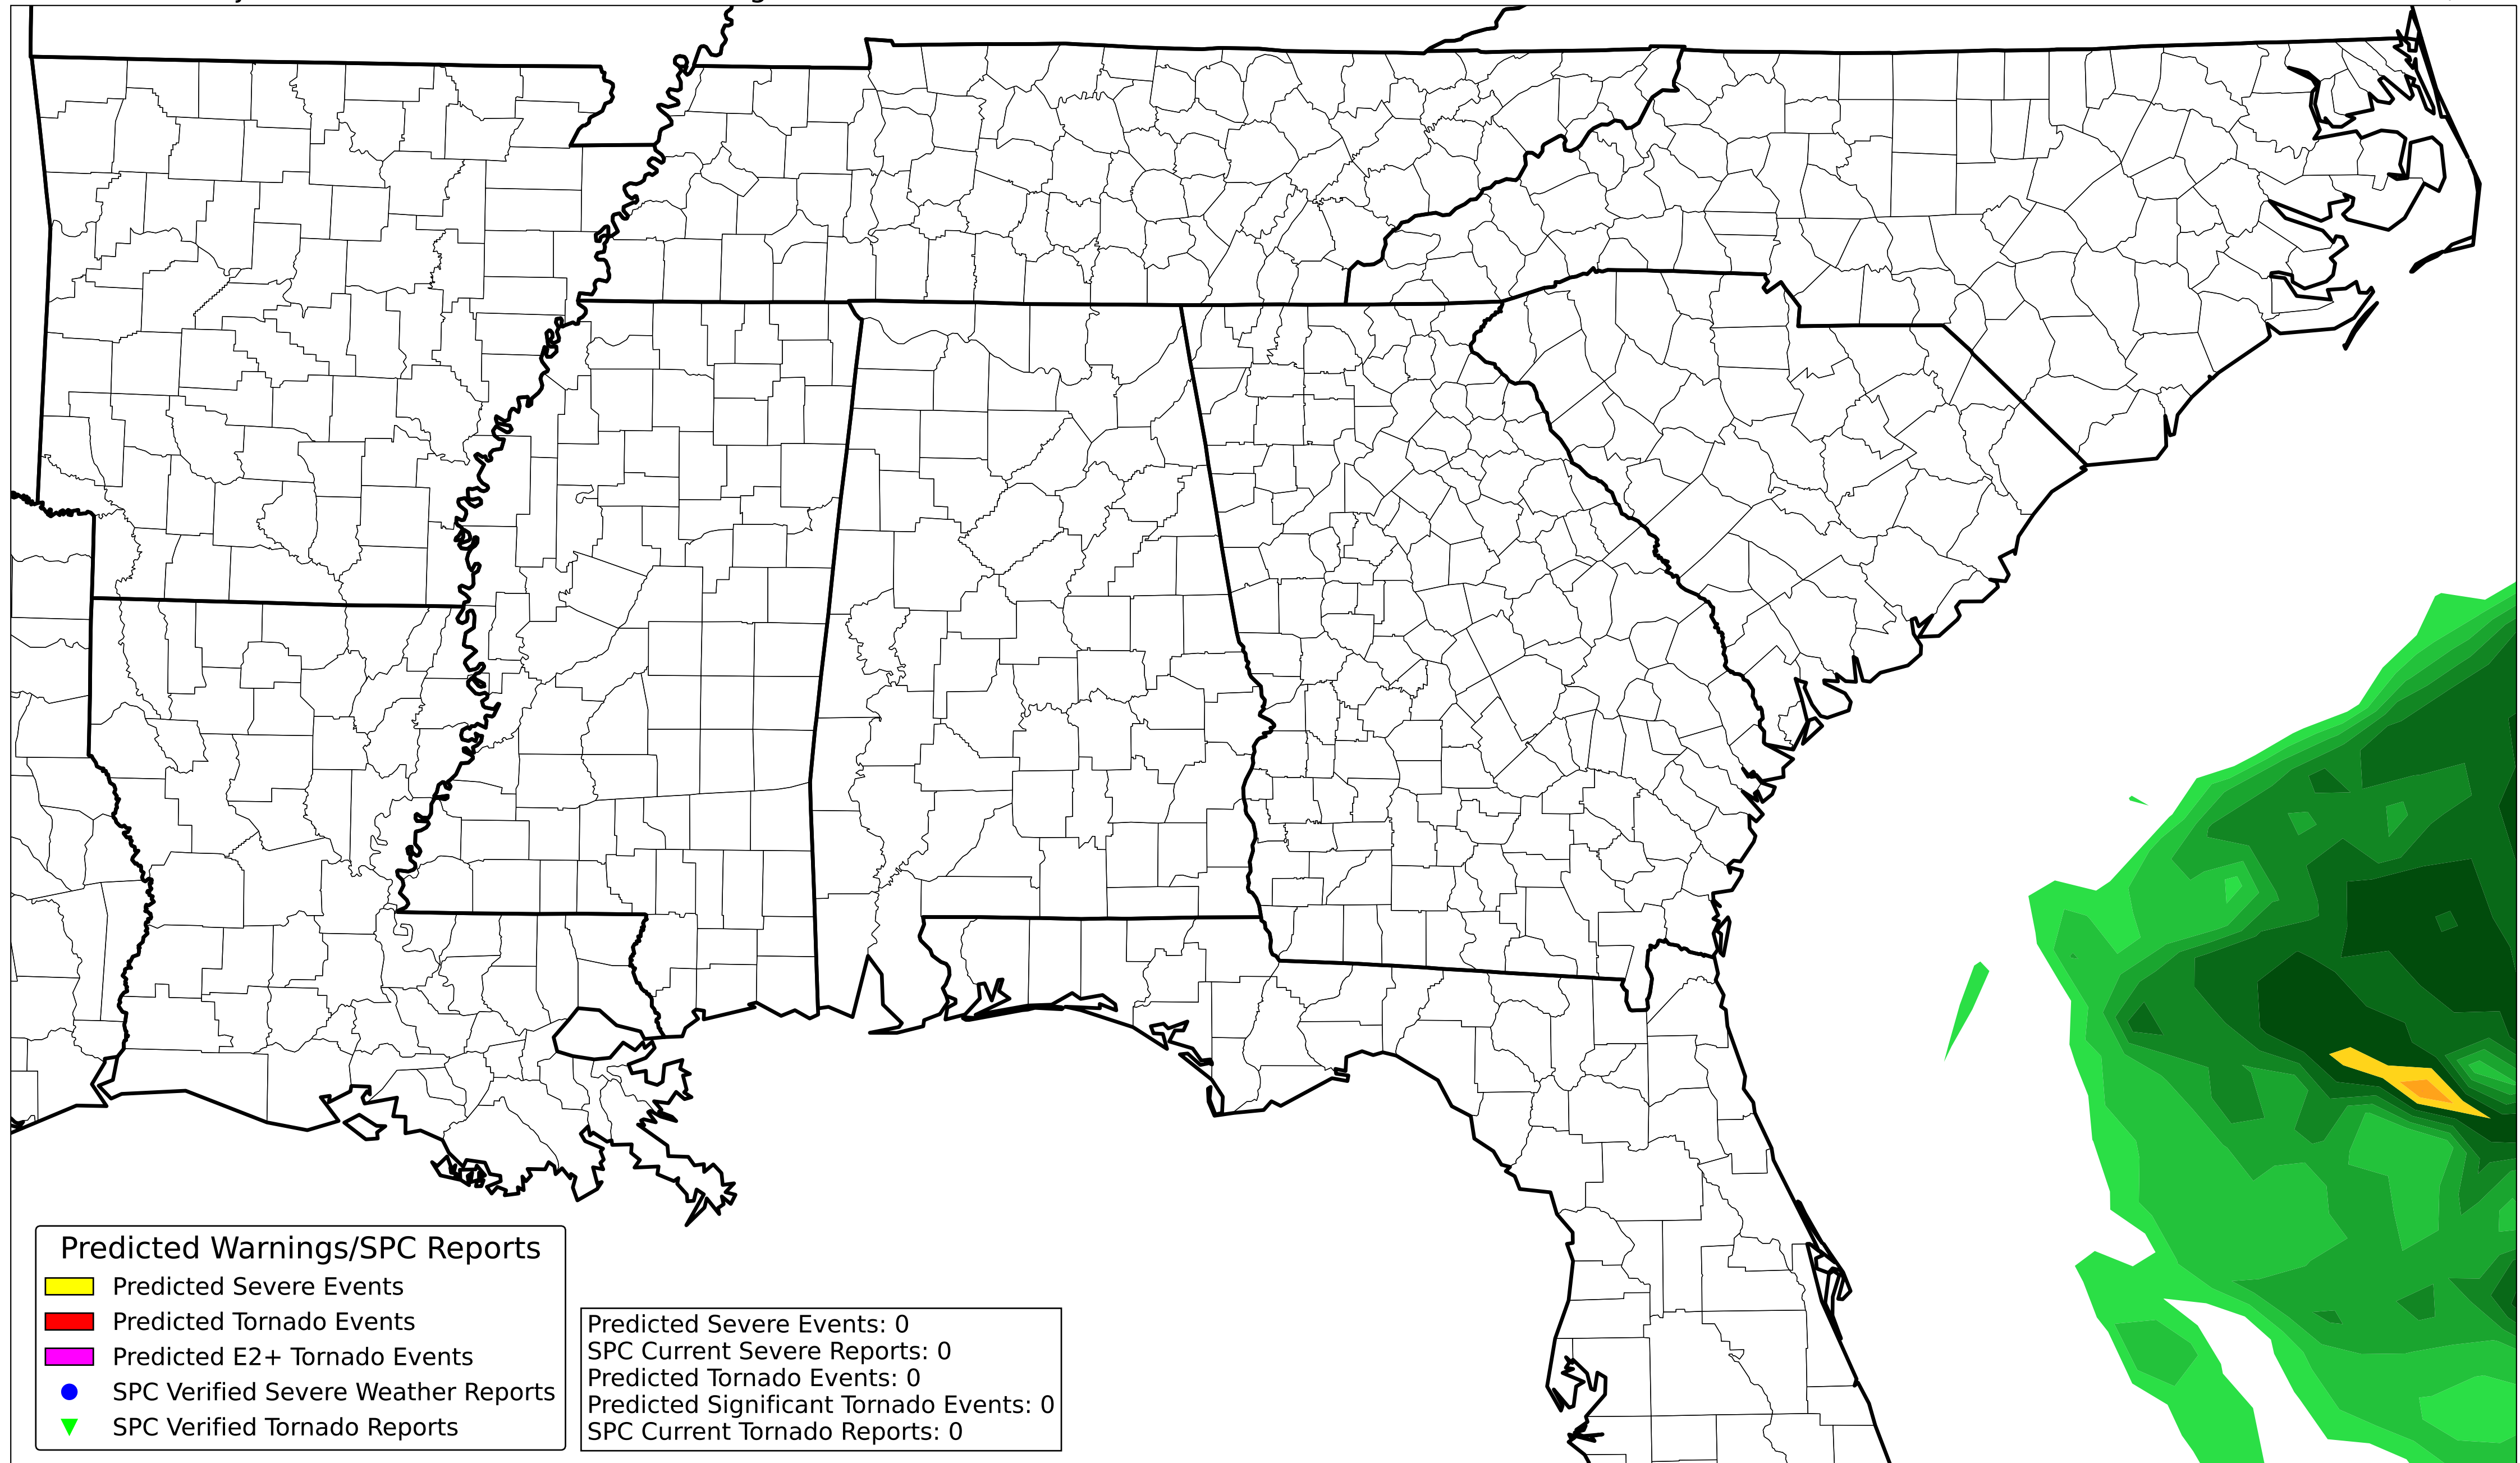 Predicted Warnings/SPC Reports
Predicted Severe Events
Predicted Tornado Events
Predicted E2+ Tornado Events
SPC Verified Severe Weather Reports
SPC Verified Tornado Reports
Predicted Severe Events: 0
SPC Current Severe Reports: 0
Predicted Tornado Events: 0
Predicted Significant Tornado Events: 0
SPC Current Tornado Reports: 0